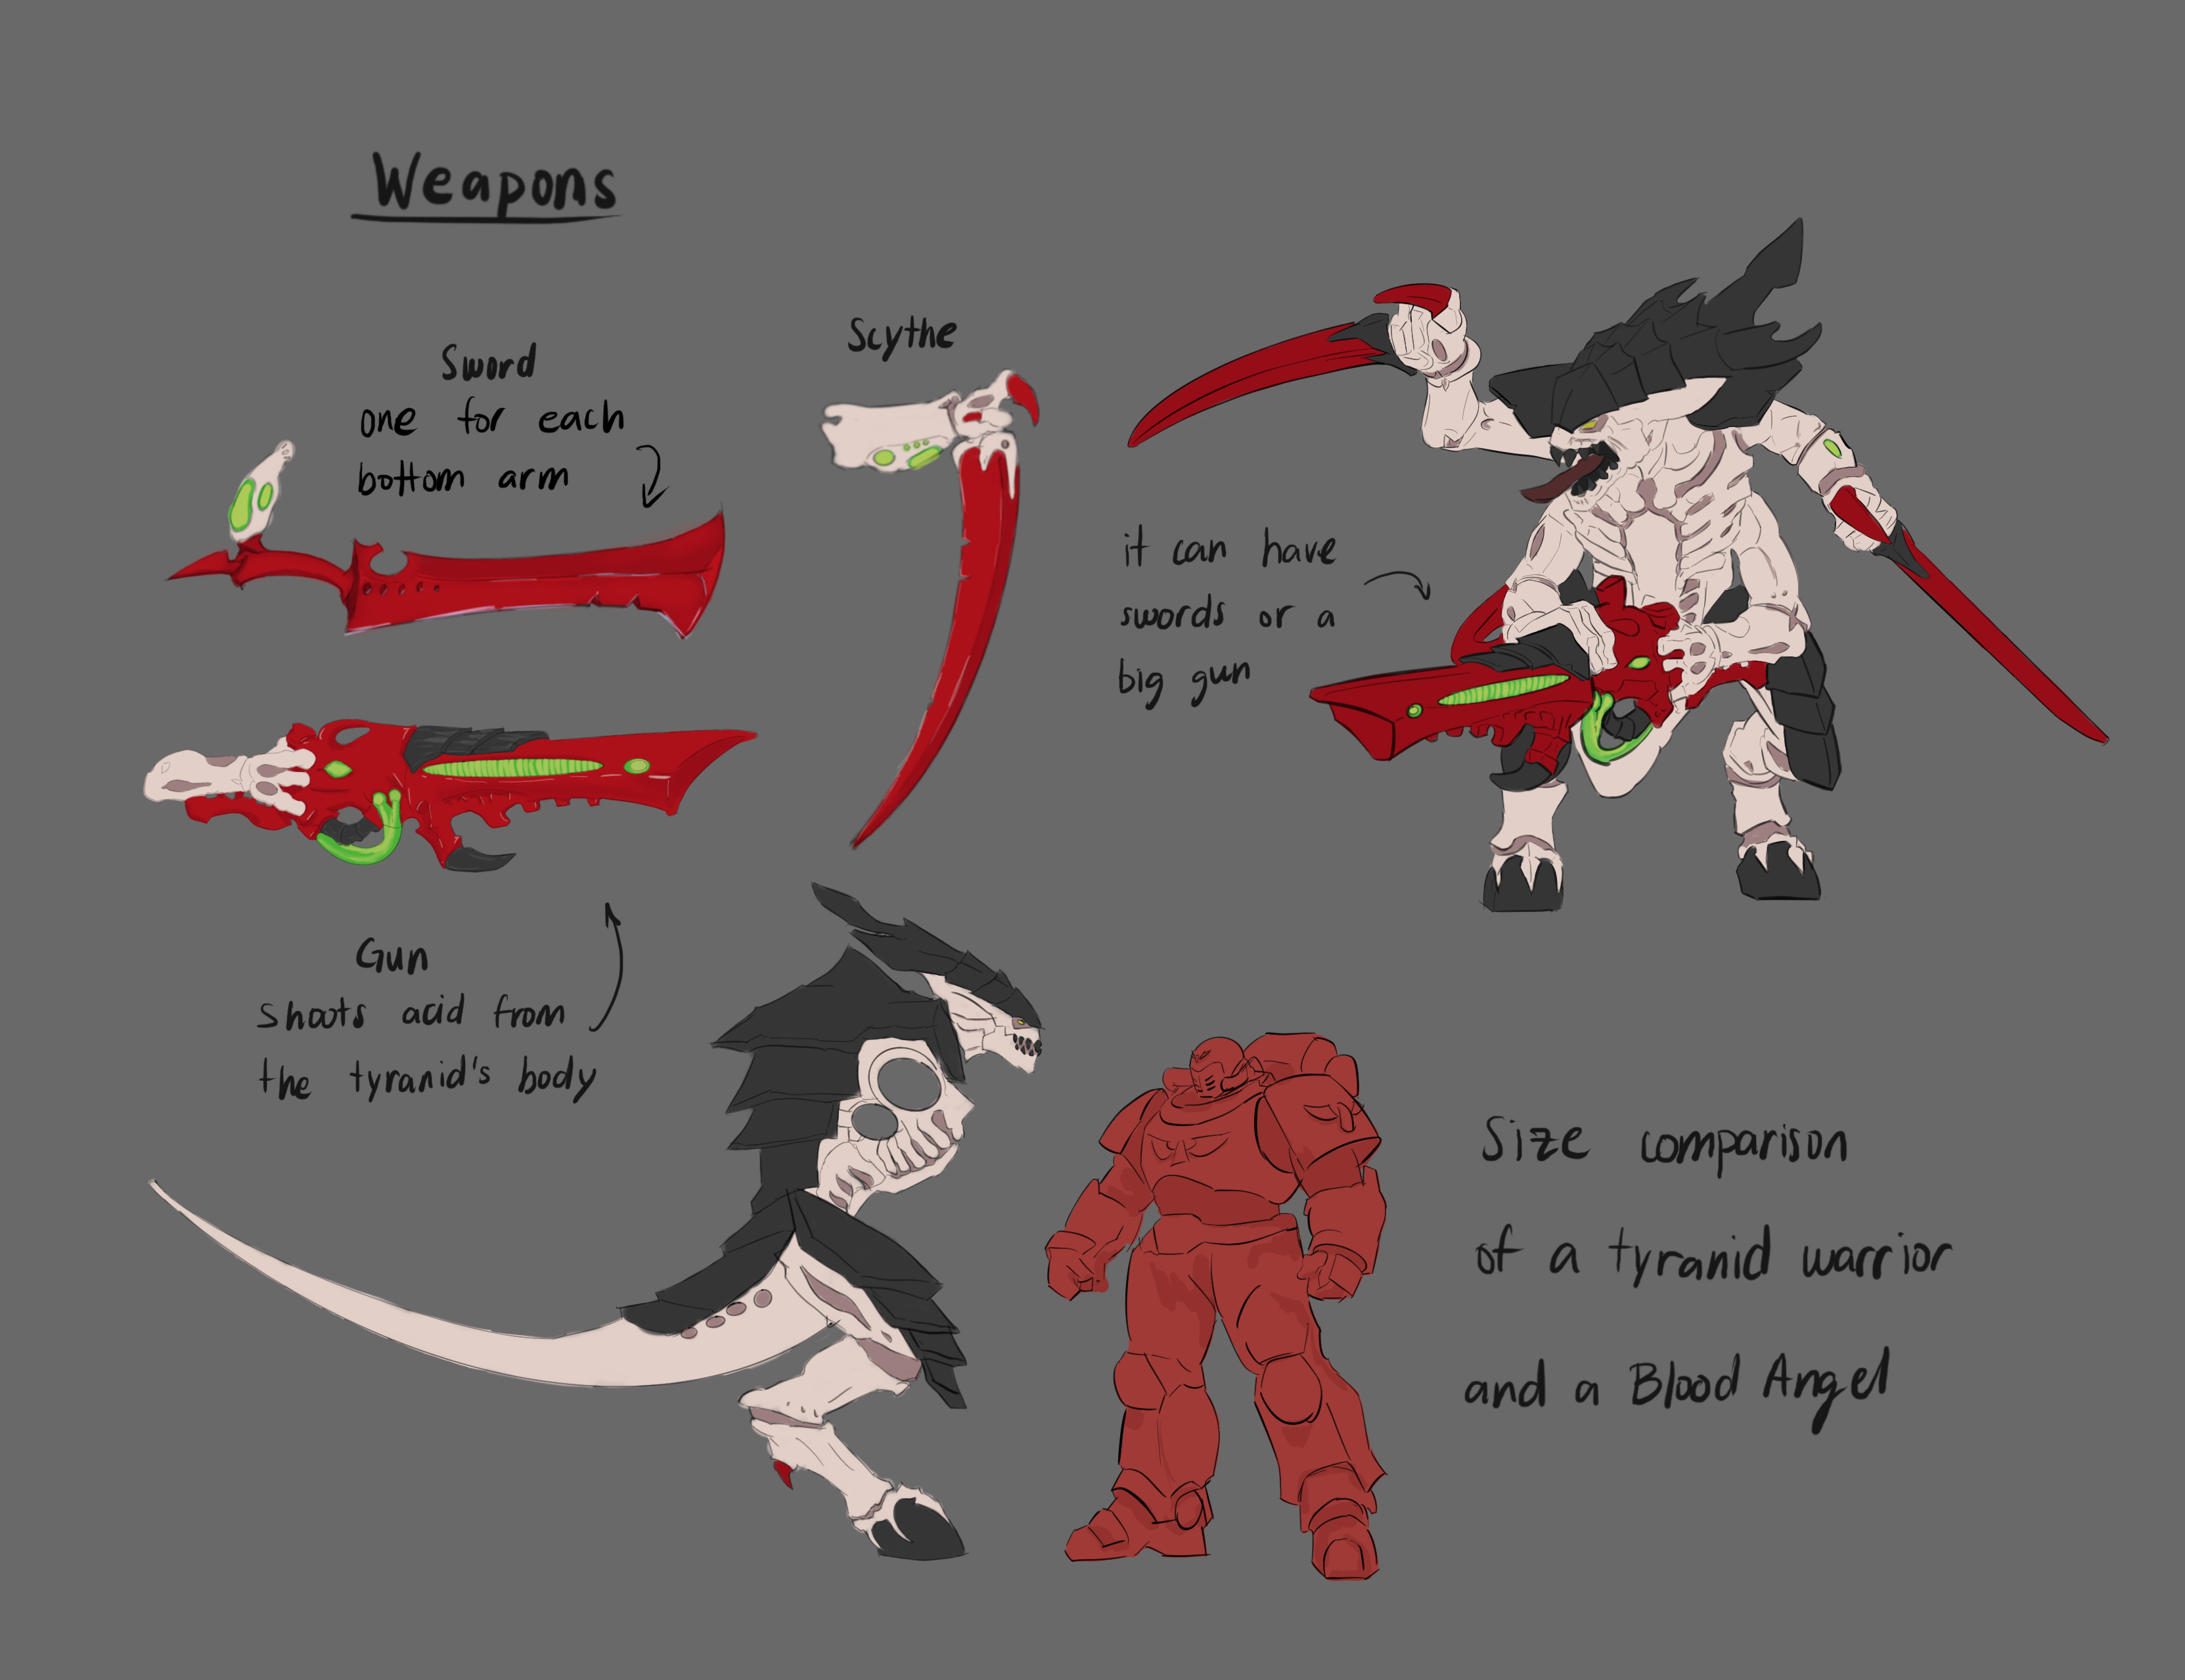 Weapons
Sword
one for each
bottom arm
Scythe
it can have
swords or a
big gun
Gun
shoots acid from
the tyranid's body
Size comparison
of a tyranid warrior
and a Blood Angel